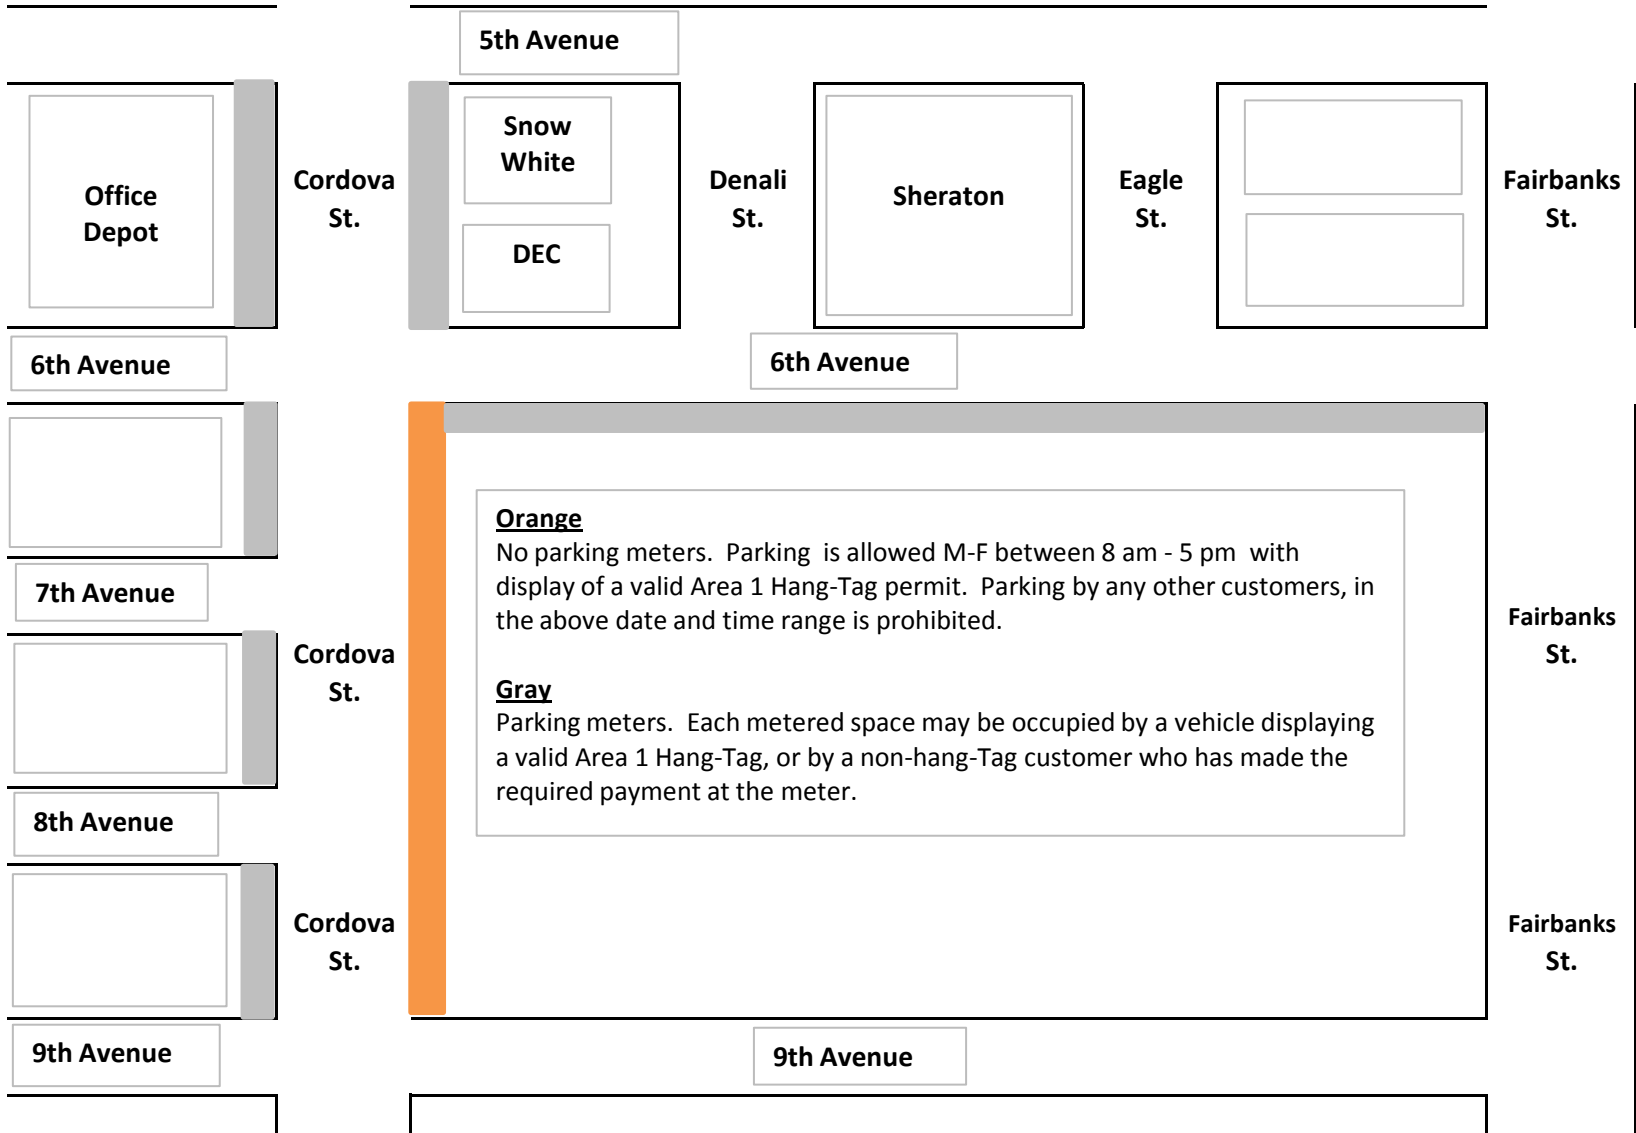 5th Avenue
Office
Depot
Cordova
St.
Snow
White
DEC
Denali
St.
Sheraton
Eagle
St.
Fairbanks
St.
6th Avenue
6th Avenue
7th Avenue
Cordova
St.
Orange
No parking meters. Parking is allowed M-F between 8 am - 5 pm with
display of a valid Area 1 Hang-Tag permit. Parking by any other customers, in
the above date and time range is prohibited.
Gray
Parking meters. Each metered space may be occupied by a vehicle displaying
a valid Area 1 Hang-Tag, or by a non-hang-Tag customer who has made the
required payment at the meter.
Fairbanks
St.
8th Avenue
Cordova
St.
Fairbanks
St.
9th Avenue
9th Avenue